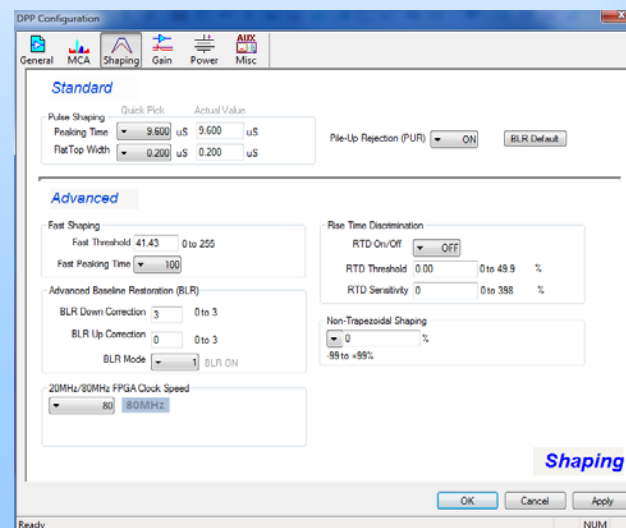 DPP Configuration
General MCA Shaping Gain Power Misc
AUX
Standard
Quick Pick Actual Value
Pulse Shaping
Peaking Time 9.600 uS 9.600 uS
FlatTop Width 0.200 uS 0.200 uS
Pile-Up Rejection (PUR) ON BLR Default
Advanced
Fast Shaping
Fast Threshold 41.43 0 to 255
Fast Peaking Time 100
Advanced Baseline Restoration (BLR)
BLR Down Correction 3 0 to 3
BLR Up Correction 0 0 to 3
BLR Mode 1 BLR ON
20MHz/80MHz FPGA Clock Speed
80 80MHz
Rise Time Discrimination
RTD On/Off OFF
RTD Threshold 0.00 0 to 49.9 %
RTD Sensitivity 0 0 to 398 %
Non-Trapezoidal Shaping
0 %
-99 to +99%
Shaping
OK Cancel Apply
Ready NUM